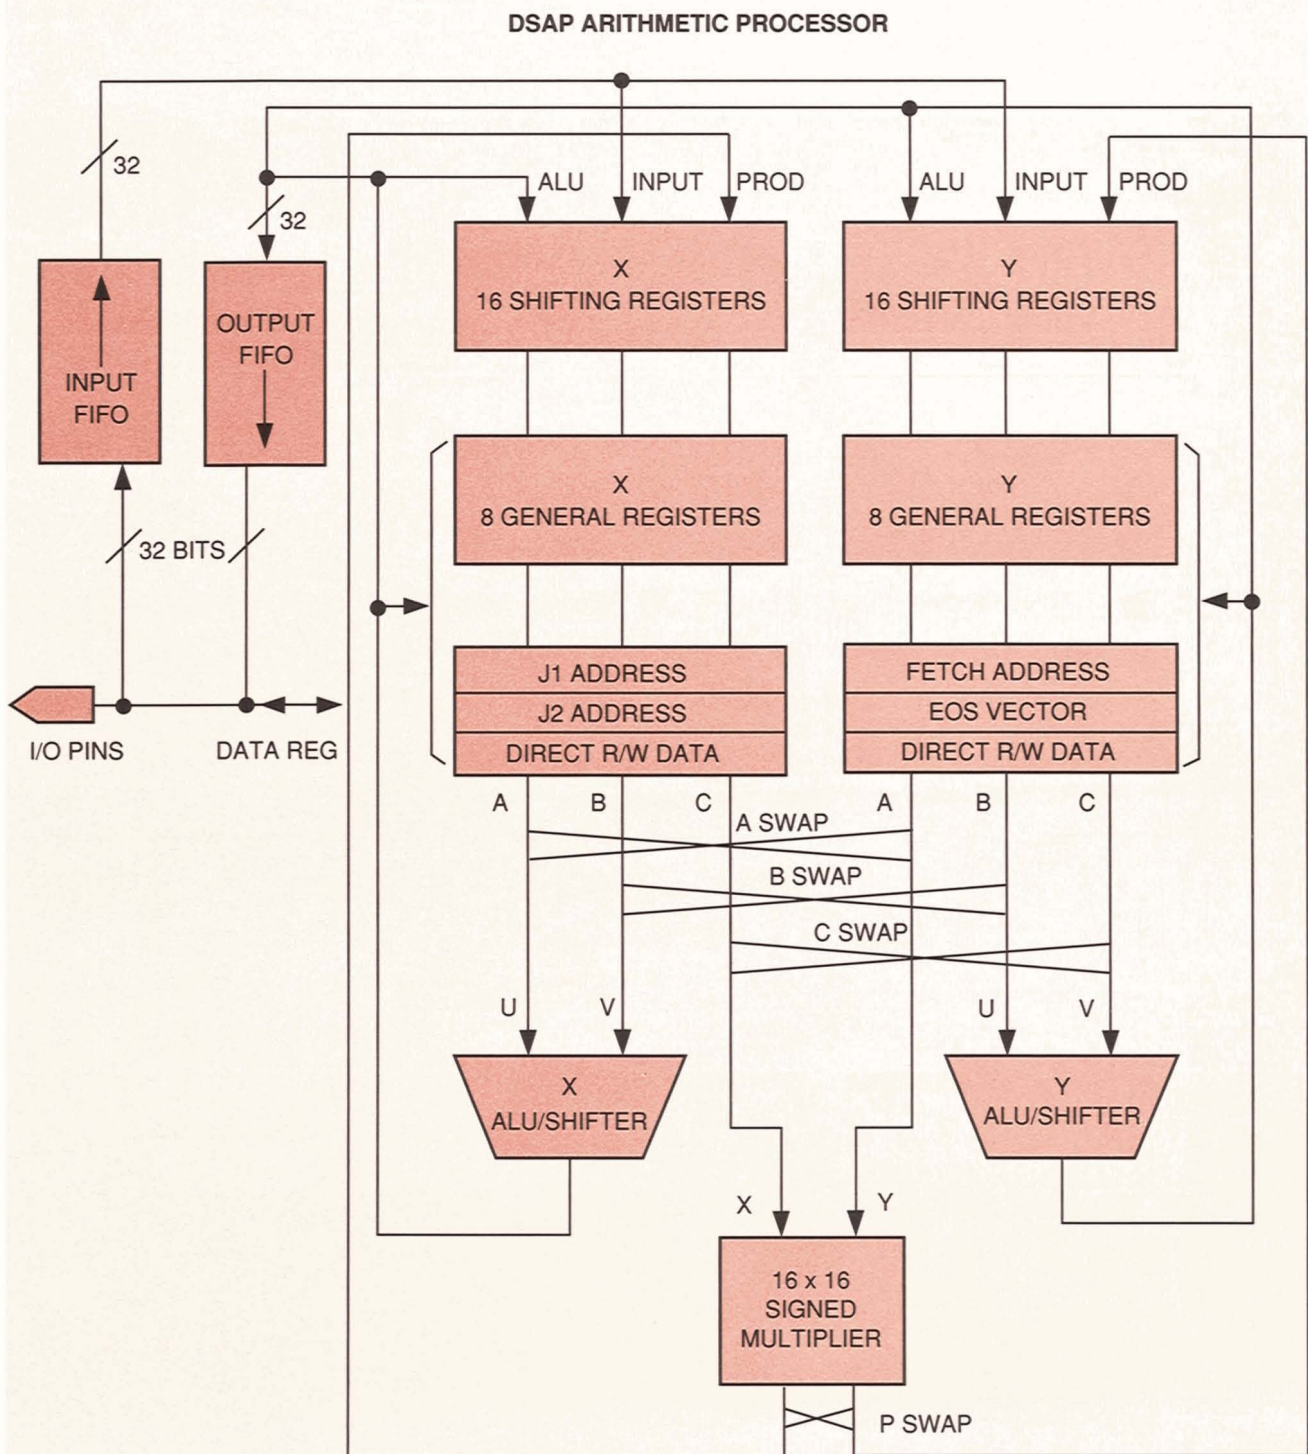 DSAP ARITHMETIC PROCESSOR
32
32
ALU
INPUT
PROD
ALU
INPUT
PROD
X
16 SHIFTING REGISTERS
Y
16 SHIFTING REGISTERS
INPUT
FIFO
OUTPUT
FIFO
X
8 GENERAL REGISTERS
Y
8 GENERAL REGISTERS
32 BITS
J1 ADDRESS
J2 ADDRESS
DIRECT R/W DATA
FETCH ADDRESS
EOS VECTOR
DIRECT R/W DATA
I/O PINS
DATA REG
A
B
C
A
B
C
A SWAP
B SWAP
C SWAP
U
V
U
V
X
ALU/SHIFTER
Y
ALU/SHIFTER
X
Y
16 x 16
SIGNED
MULTIPLIER
P SWAP